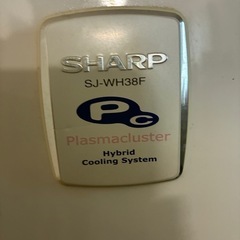 SHARP
SJ-WH38F
PC
Plasmacluster
Hybrid
Cooling System